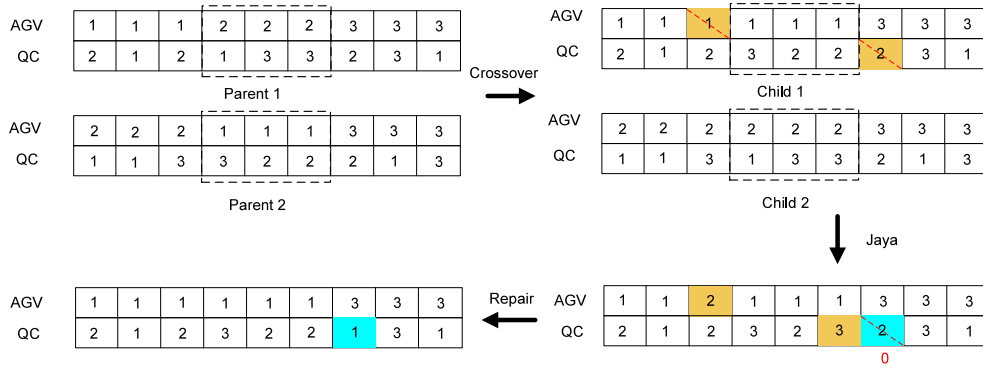 AGV 1 1 1 2 2 2 3 3 3
QC 2 1 2 1 3 3 2 3 1
Parent 1
AGV 2 2 2 1 1 1 3 3 3
QC 1 1 3 3 2 2 2 1 3
Parent 2
Crossover
AGV 1 1 1 1 1 1 3 3 3
QC 2 1 2 3 2 2 2 3 1
Child 1
AGV 2 2 2 2 2 2 3 3 3
QC 1 1 3 1 3 3 2 1 3
Child 2
Jaya
AGV 1 1 2 1 1 1 3 3 3
QC 2 1 2 3 2 3 2 3 1
0
Repair
AGV 1 1 1 1 1 1 3 3 3
QC 2 1 2 3 2 2 1 3 1